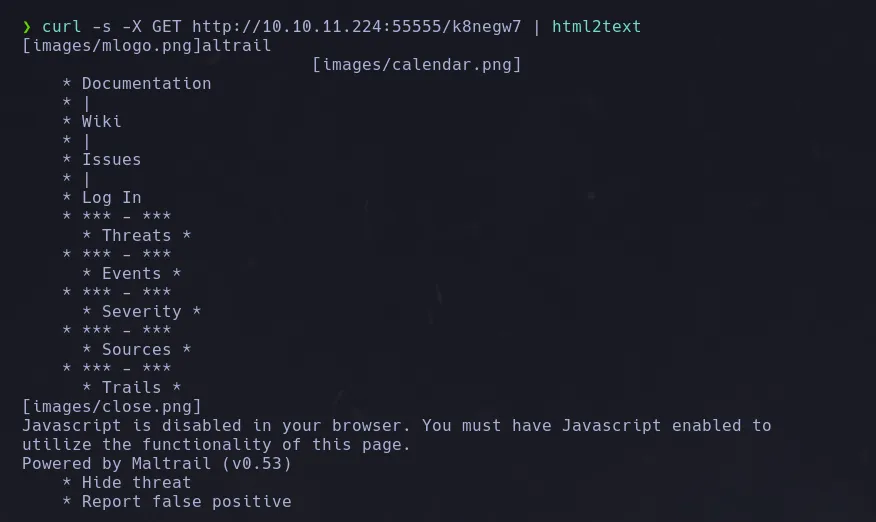 ❯ curl -s -X GET http://10.10.11.224:55555/k8negw7 | html2text
[images/mlogo.png]altrail
                             [images/calendar.png]
    * Documentation
    * |
    * Wiki
    * |
    * Issues
    * |
    * Log In
    * *** - ***
      * Threats *
    * *** - ***
      * Events *
    * *** - ***
      * Severity *
    * *** - ***
      * Sources *
    * *** - ***
      * Trails *
[images/close.png]
Javascript is disabled in your browser. You must have Javascript enabled to
utilize the functionality of this page.
Powered by Maltrail (v0.53)
    * Hide threat
    * Report false positive